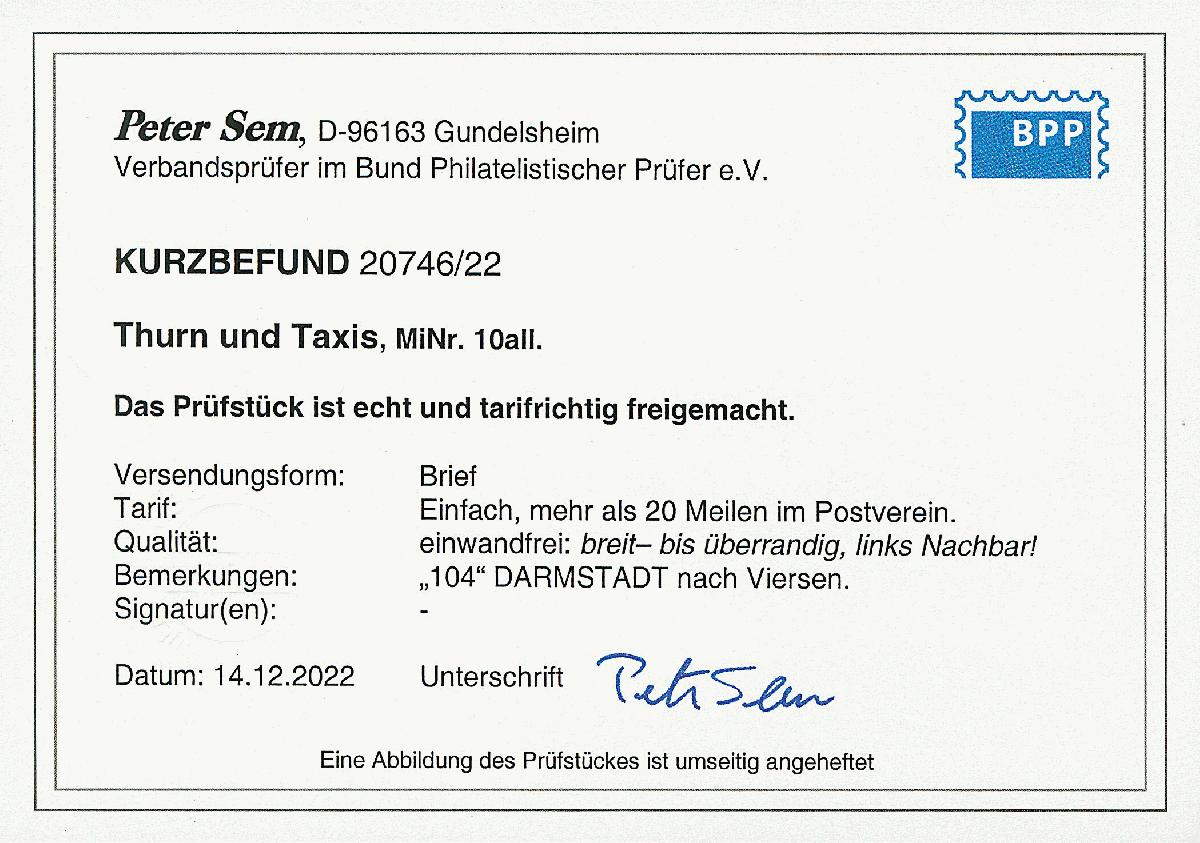 Peter Sem, D-96163 Gundelsheim
Verbandsprüfer im Bund Philatelistischer Prüfer e.V.
BPP
KURZBEFUND 20746/22
Thurn und Taxis, MiNr. 10aII.
Das Prüfstück ist echt und tarifrichtig freigemacht.
Versendungsform: Brief
Tarif: Einfach, mehr als 20 Meilen im Postverein.
Qualität: einwandfrei: breit– bis überrandig, links Nachbar!
Bemerkungen: „104“ DARMSTADT nach Viersen.
Signatur(en): -
Datum: 14.12.2022 Unterschrift Peter Sem
Eine Abbildung des Prüfstückes ist umseitig angeheftet